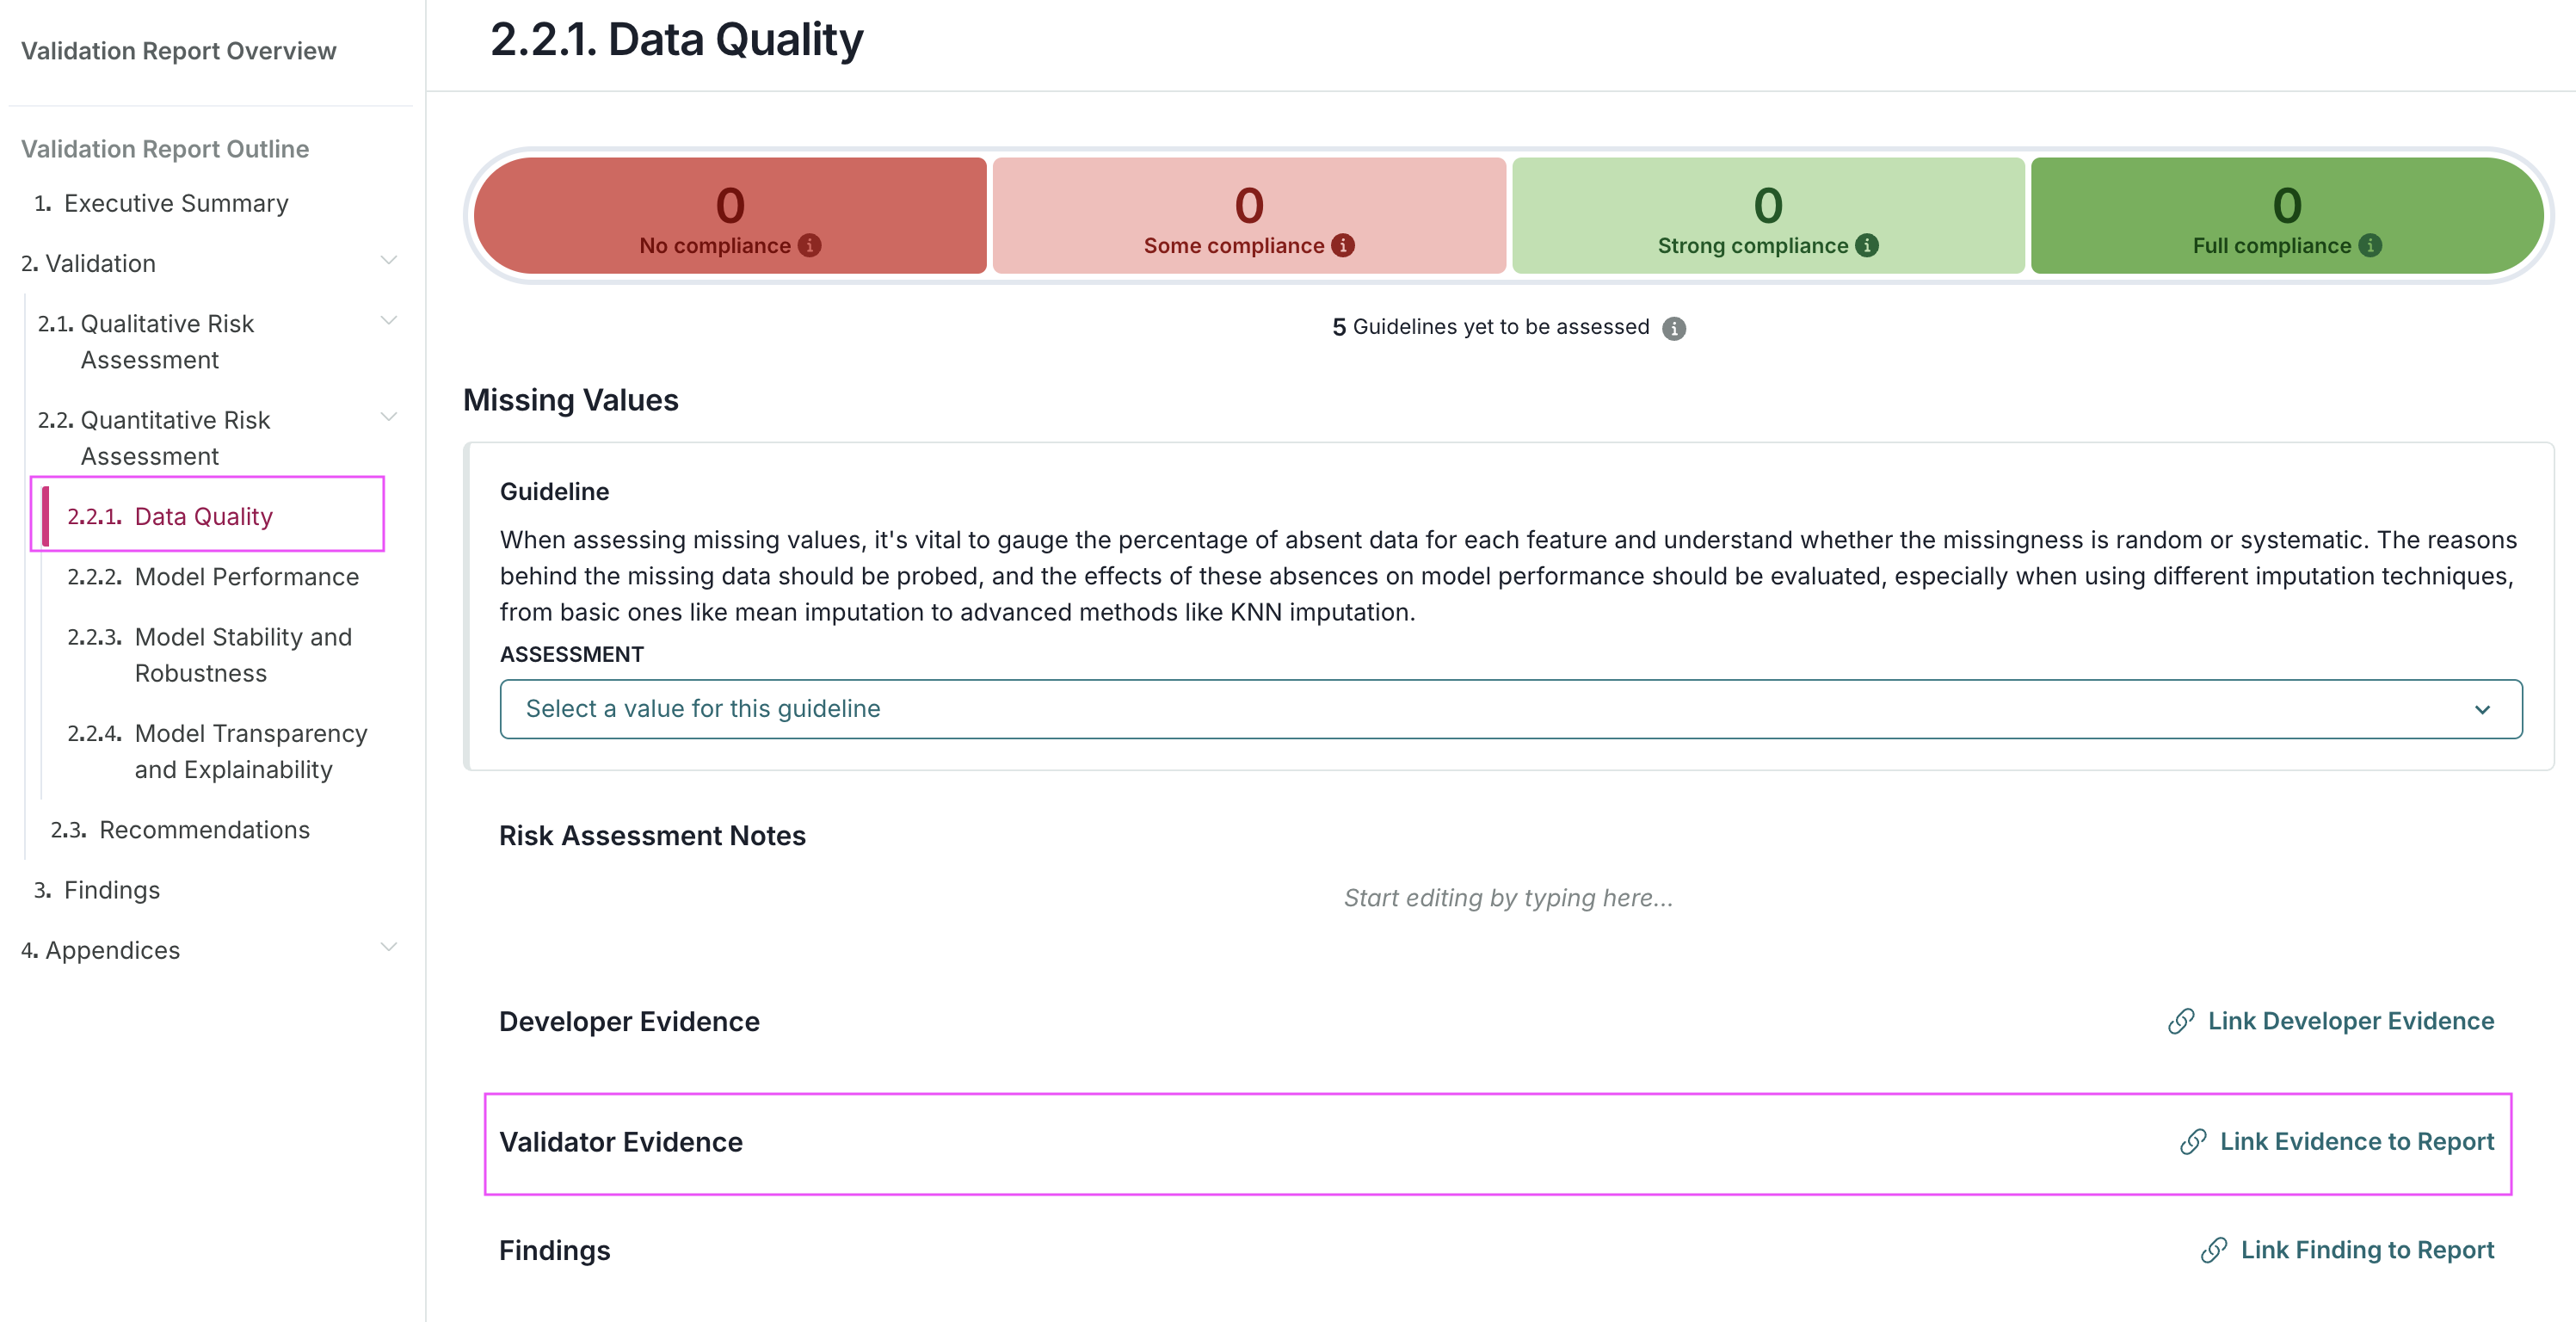 Validation Report Overview
Validation Report Outline
1. Executive Summary
2. Validation
2.1. Qualitative Risk
Assessment
2.2. Quantitative Risk
Assessment
2.2.1. Data Quality
2.2.2. Model Performance
2.2.3. Model Stability and
Robustness
2.2.4. Model Transparency
and Explainability
2.3. Recommendations
3. Findings
4. Appendices
2.2.1. Data Quality
0
No compliance
0
Some compliance
0
Strong compliance
0
Full compliance
5 Guidelines yet to be assessed
Missing Values
Guideline
When assessing missing values, it's vital to gauge the percentage of absent data for each feature and understand whether the missingness is random or systematic. The reasons
behind the missing data should be probed, and the effects of these absences on model performance should be evaluated, especially when using different imputation techniques,
from basic ones like mean imputation to advanced methods like KNN imputation.
ASSESSMENT
Select a value for this guideline
Risk Assessment Notes
Start editing by typing here...
Developer Evidence
Link Developer Evidence
Validator Evidence
Link Evidence to Report
Findings
Link Finding to Report